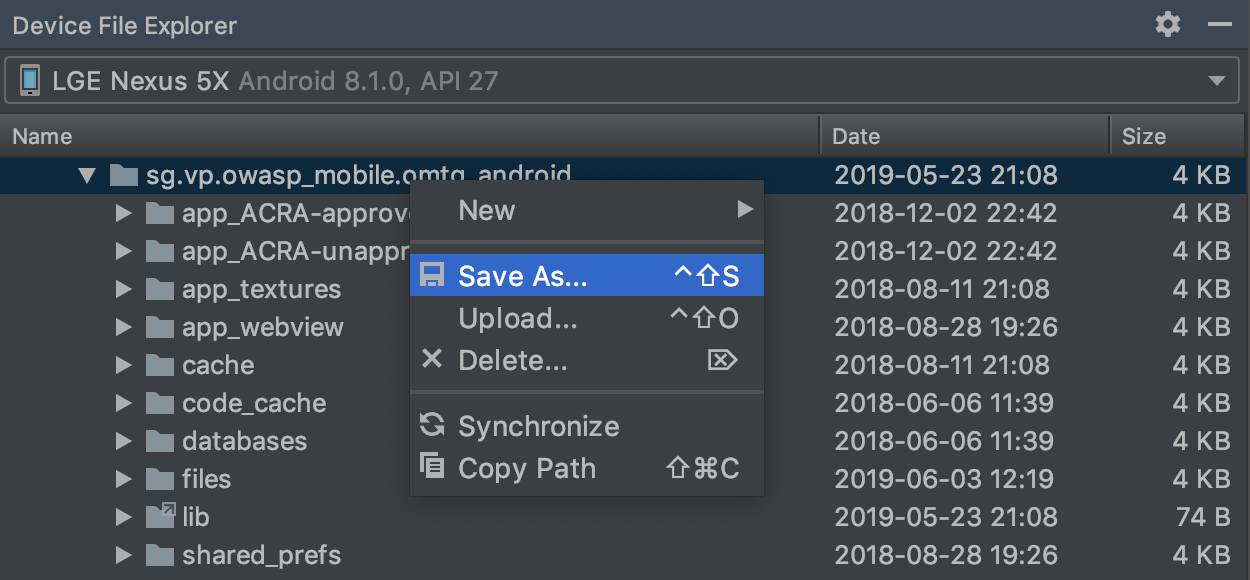 Device File Explorer
LGE Nexus 5X Android 8.1.0, API 27
Name Date Size
sg.vp.owasp_mobile.omtg_android 2019-05-23 21:08 4 KB
app_ACRA-approve 2018-12-02 22:42 4 KB
app_ACRA-unappr 2018-12-02 22:42 4 KB
app_textures 2018-08-11 21:08 4 KB
app_webview 2018-08-28 19:26 4 KB
cache 2018-08-11 21:08 4 KB
code_cache 2018-06-06 11:39 4 KB
databases 2018-06-06 11:39 4 KB
files 2019-06-03 12:19 4 KB
lib 2019-05-23 21:08 74 B
shared_prefs 2018-08-28 19:26 4 KB
New
Save As... ^⇧S
Upload... ^⇧O
Delete... ⌦
Synchronize
Copy Path ⇧⌘C